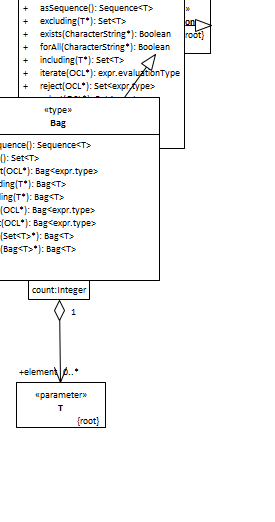 + asSequence(): Sequence<T>
+ excluding(T*): Set<T>
+ exists(CharacterString*): Boolean
+ forAll(CharacterString*): Boolean
+ including(T*): Set<T>
+ iterate(OCL*): expr.evaluationType
+ reject(OCL*): Set<expr.type>
»
on
root}
«type»
Bag
quence(): Sequence<T>
(): Set<T>
t(OCL*): Bag<expr.type>
ding(T*): Bag<T>
ling(T*): Bag<T>
(OCL*): Bag<expr.type>
t(OCL*): Bag<expr.type>
(Set<T>*): Bag<T>
(Bag<T>*): Bag<T>
count:Integer
1
+element 0..*
«parameter»
T
{root}